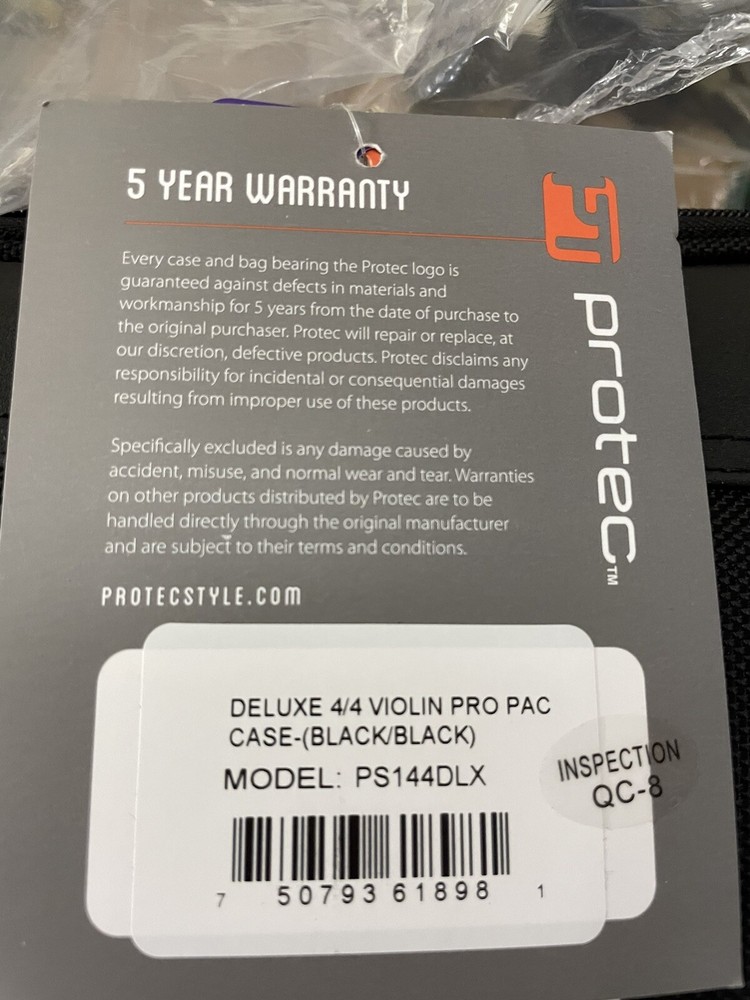 5 YEAR WARRANTY
Every case and bag bearing the Protec logo is
guaranteed against defects in materials and
workmanship for 5 years from the date of purchase to
the original purchaser. Protec will repair or replace, at
our discretion, defective products. Protec disclaims any
responsibility for incidental or consequential damages
resulting from improper use of these products.
Specifically excluded is any damage caused by
accident, misuse, and normal wear and tear. Warranties
on other products distributed by Protec are to be
handled directly through the original manufacturer
and are subject to their terms and conditions.
PROTECSTYLE.COM
protec™
DELUXE 4/4 VIOLIN PRO PAC
CASE-(BLACK/BLACK)
MODEL: PS144DLX
7 50793 61898 1
INSPECTION
QC-8